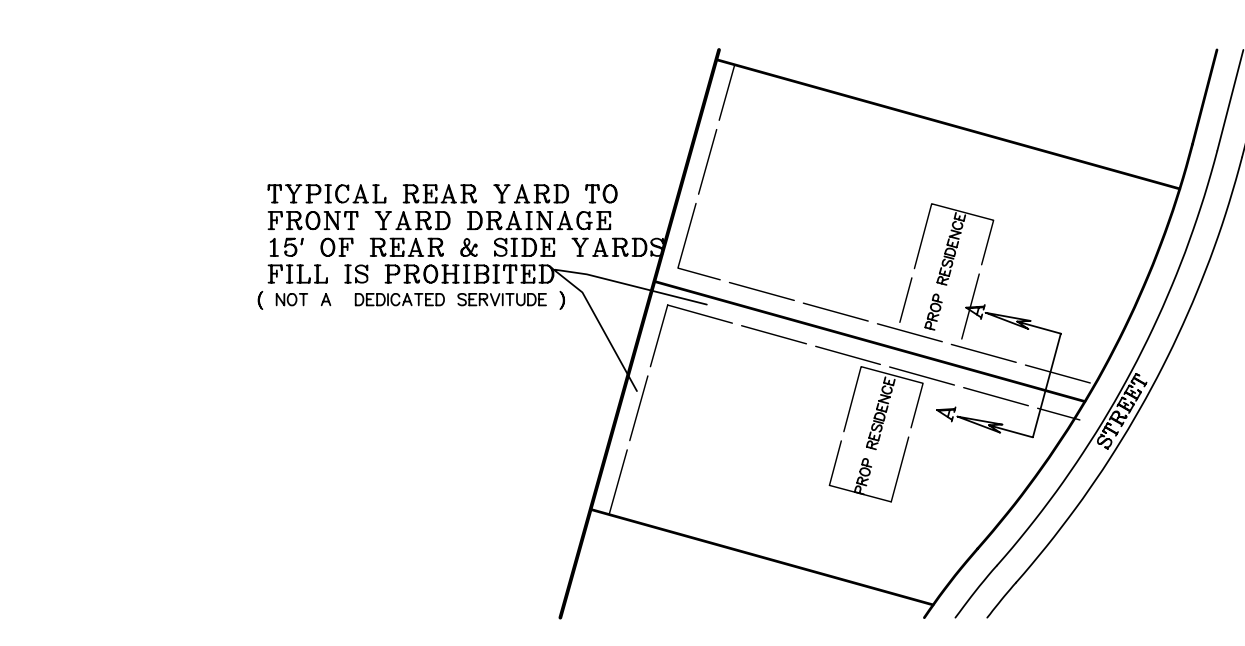 TYPICAL REAR YARD TO
FRONT YARD DRAINAGE
15' OF REAR & SIDE YARDS
FILL IS PROHIBITED
( NOT A DEDICATED SERVITUDE )
PROP RESIDENCE
A
PROP RESIDENCE
A
STREET